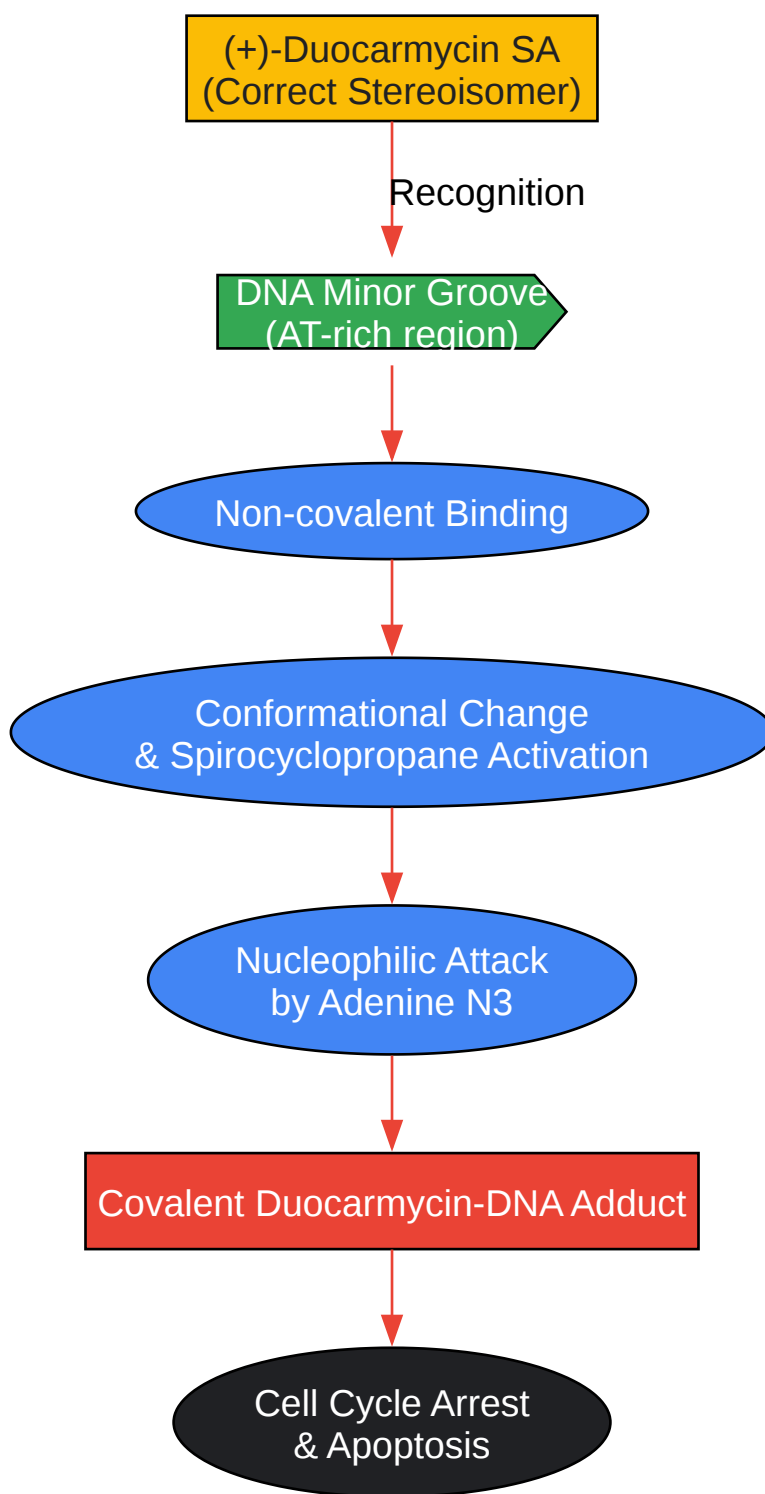 (+)-Duocarmycin SA
(Correct Stereoisomer)
Recognition
DNA Minor Groove
(AT-rich region)
Non-covalent Binding
Conformational Change
& Spirocyclopropane Activation
Nucleophilic Attack
by Adenine N3
Covalent Duocarmycin-DNA Adduct
Cell Cycle Arrest
& Apoptosis